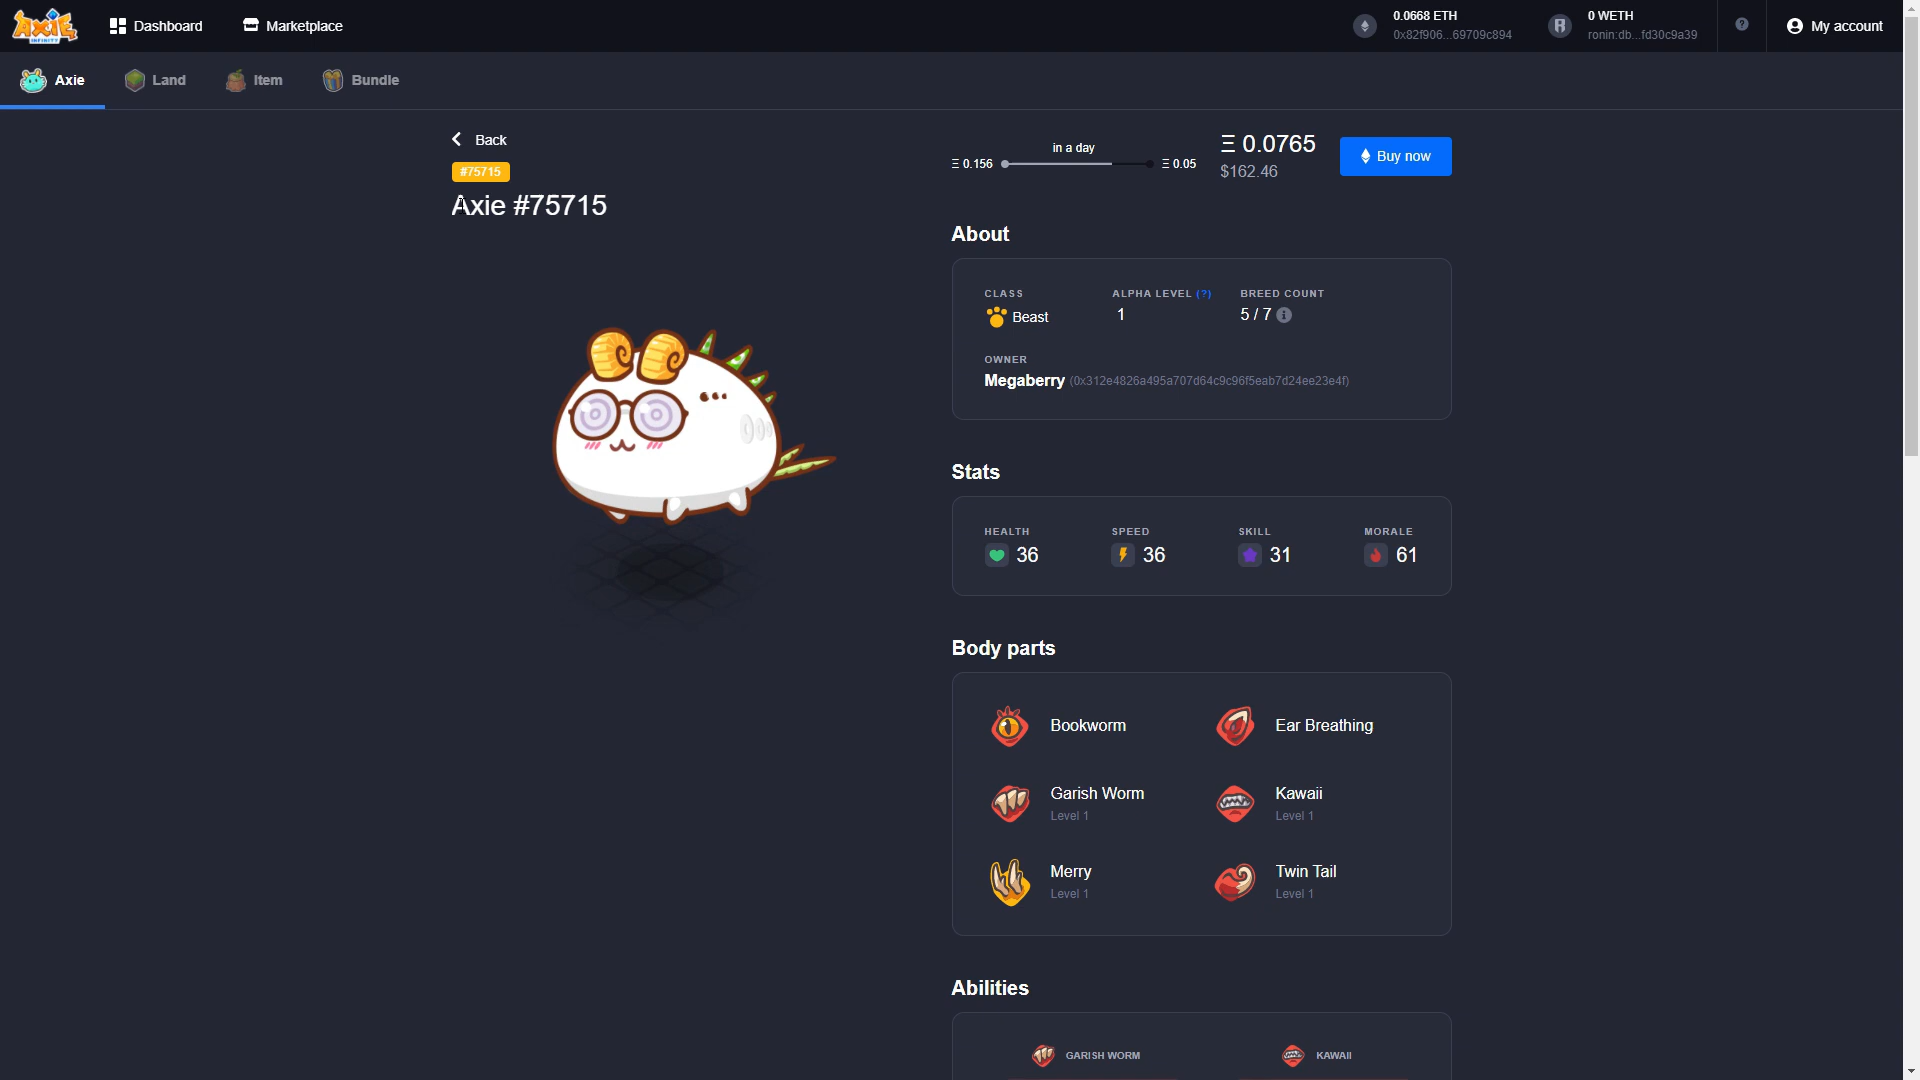 AXIE INFINITY
Dashboard
Marketplace
0.0668 ETH
0x82f906...69709c894
0 WETH
ronin:db...fd30c9a39
?
My account
Axie
Land
Item
Bundle
Back
#75715
Axie #75715
in a day
Ξ 0.156
Ξ 0.05
Ξ 0.0765
$162.46
Buy now
About
CLASS
ALPHA LEVEL (?)
BREED COUNT
Beast
1
5 / 7
OWNER
Megaberry (0x312e4826a495a707d64c9c96f5eab7d24ee23e4f)
Stats
HEALTH
SPEED
SKILL
MORALE
36
36
31
61
Body parts
Bookworm
Ear Breathing
Garish Worm
Level 1
Kawaii
Level 1
Merry
Level 1
Twin Tail
Level 1
Abilities
GARISH WORM
KAWAII